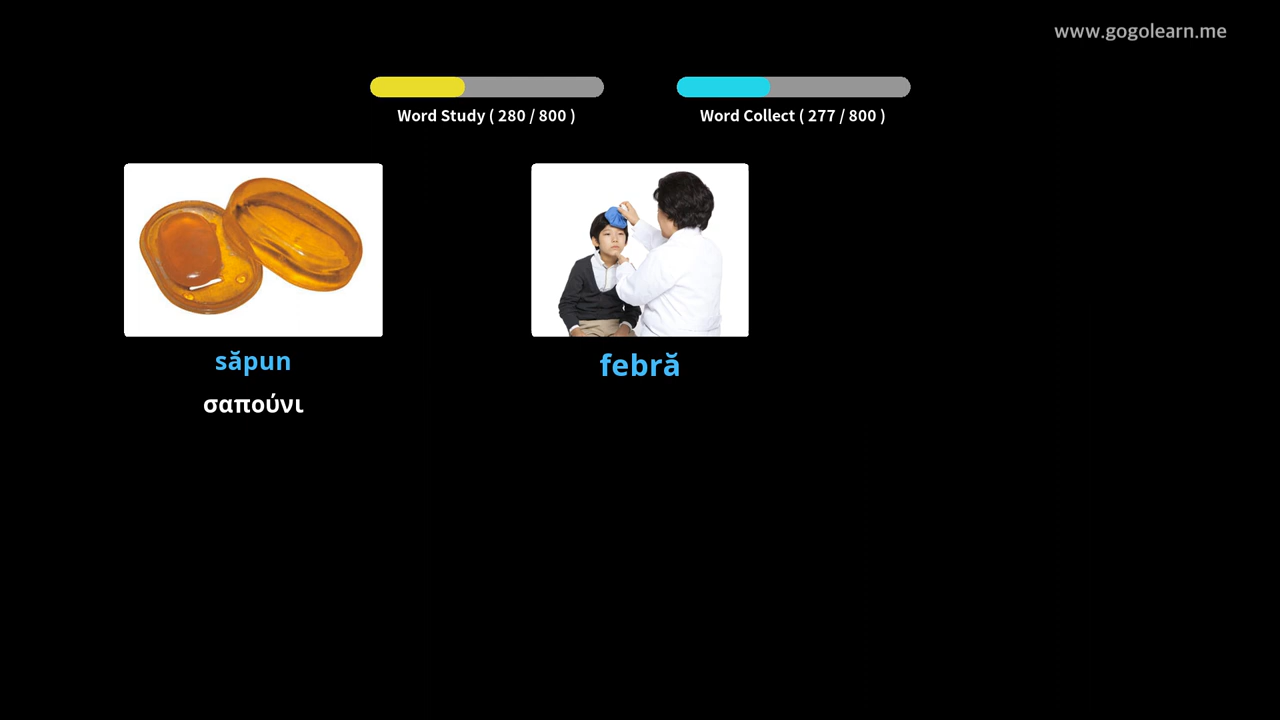 www.gogolearn.me
Word Study ( 280 / 800 )
Word Collect ( 277 / 800 )
săpun
σαπούνι
febră